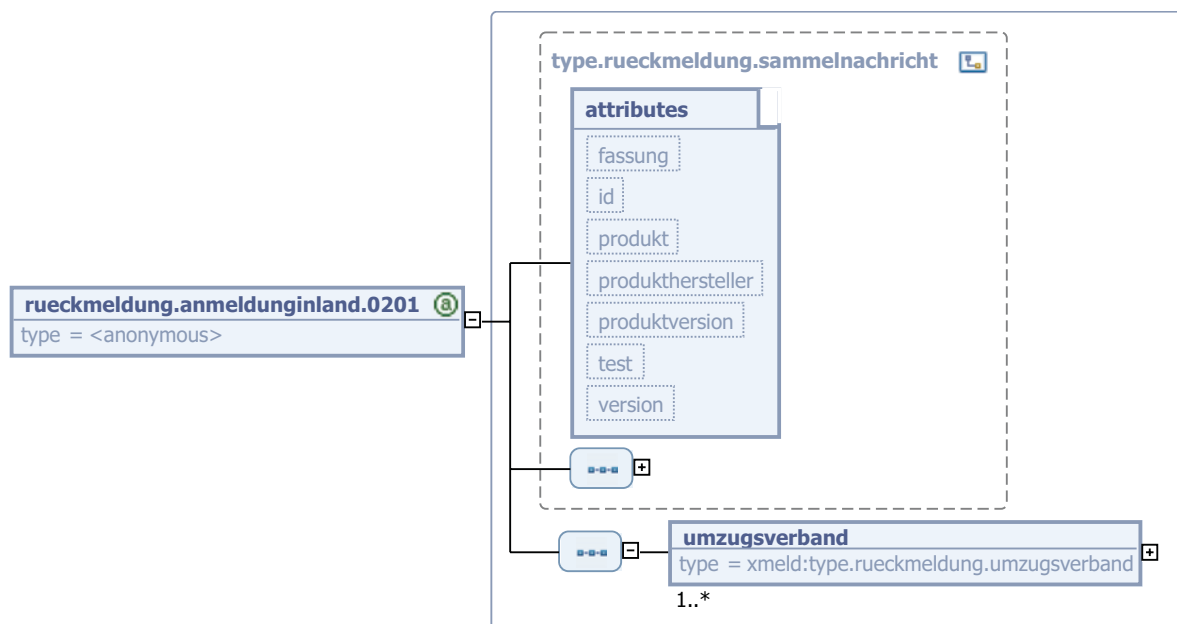 type.rueckmeldung.sammelnachricht
attributes
fassung
id
produkt
produkthersteller
produktversion
test
version
rueckmeldung.anmeldunginland.0201 a
type = <anonymous>
umzugsverband
type = xmeld:type.rueckmeldung.umzugsverband
1..*